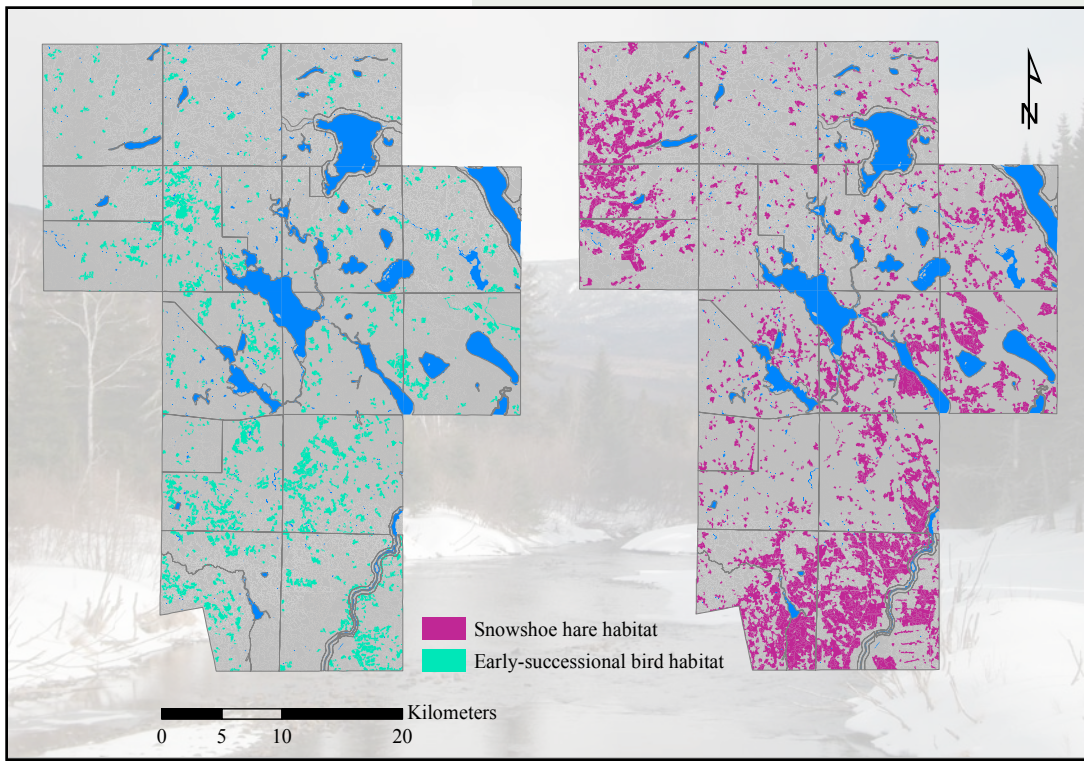 N
Snowshoe hare habitat
Early-successional bird habitat
Kilometers
0 5 10 20